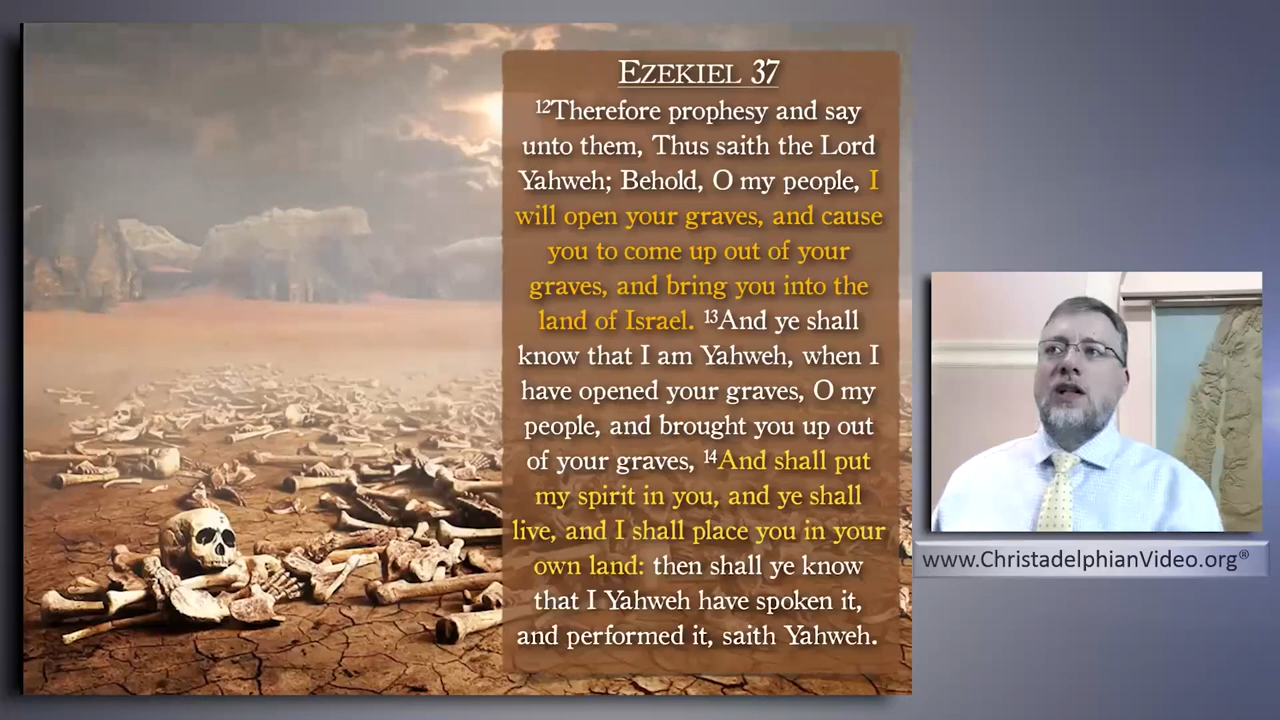 EZEKIEL 37
¹²Therefore prophesy and say
unto them, Thus saith the Lord
Yahweh; Behold, O my people, I
will open your graves, and cause
you to come up out of your
graves, and bring you into the
land of Israel. ¹³And ye shall
know that I am Yahweh, when I
have opened your graves, O my
people, and brought you up out
of your graves, ¹⁴And shall put
my spirit in you, and ye shall
live, and I shall place you in your
own land: then shall ye know
that I Yahweh have spoken it,
and performed it, saith Yahweh.
www.ChristadelphianVideo.org®